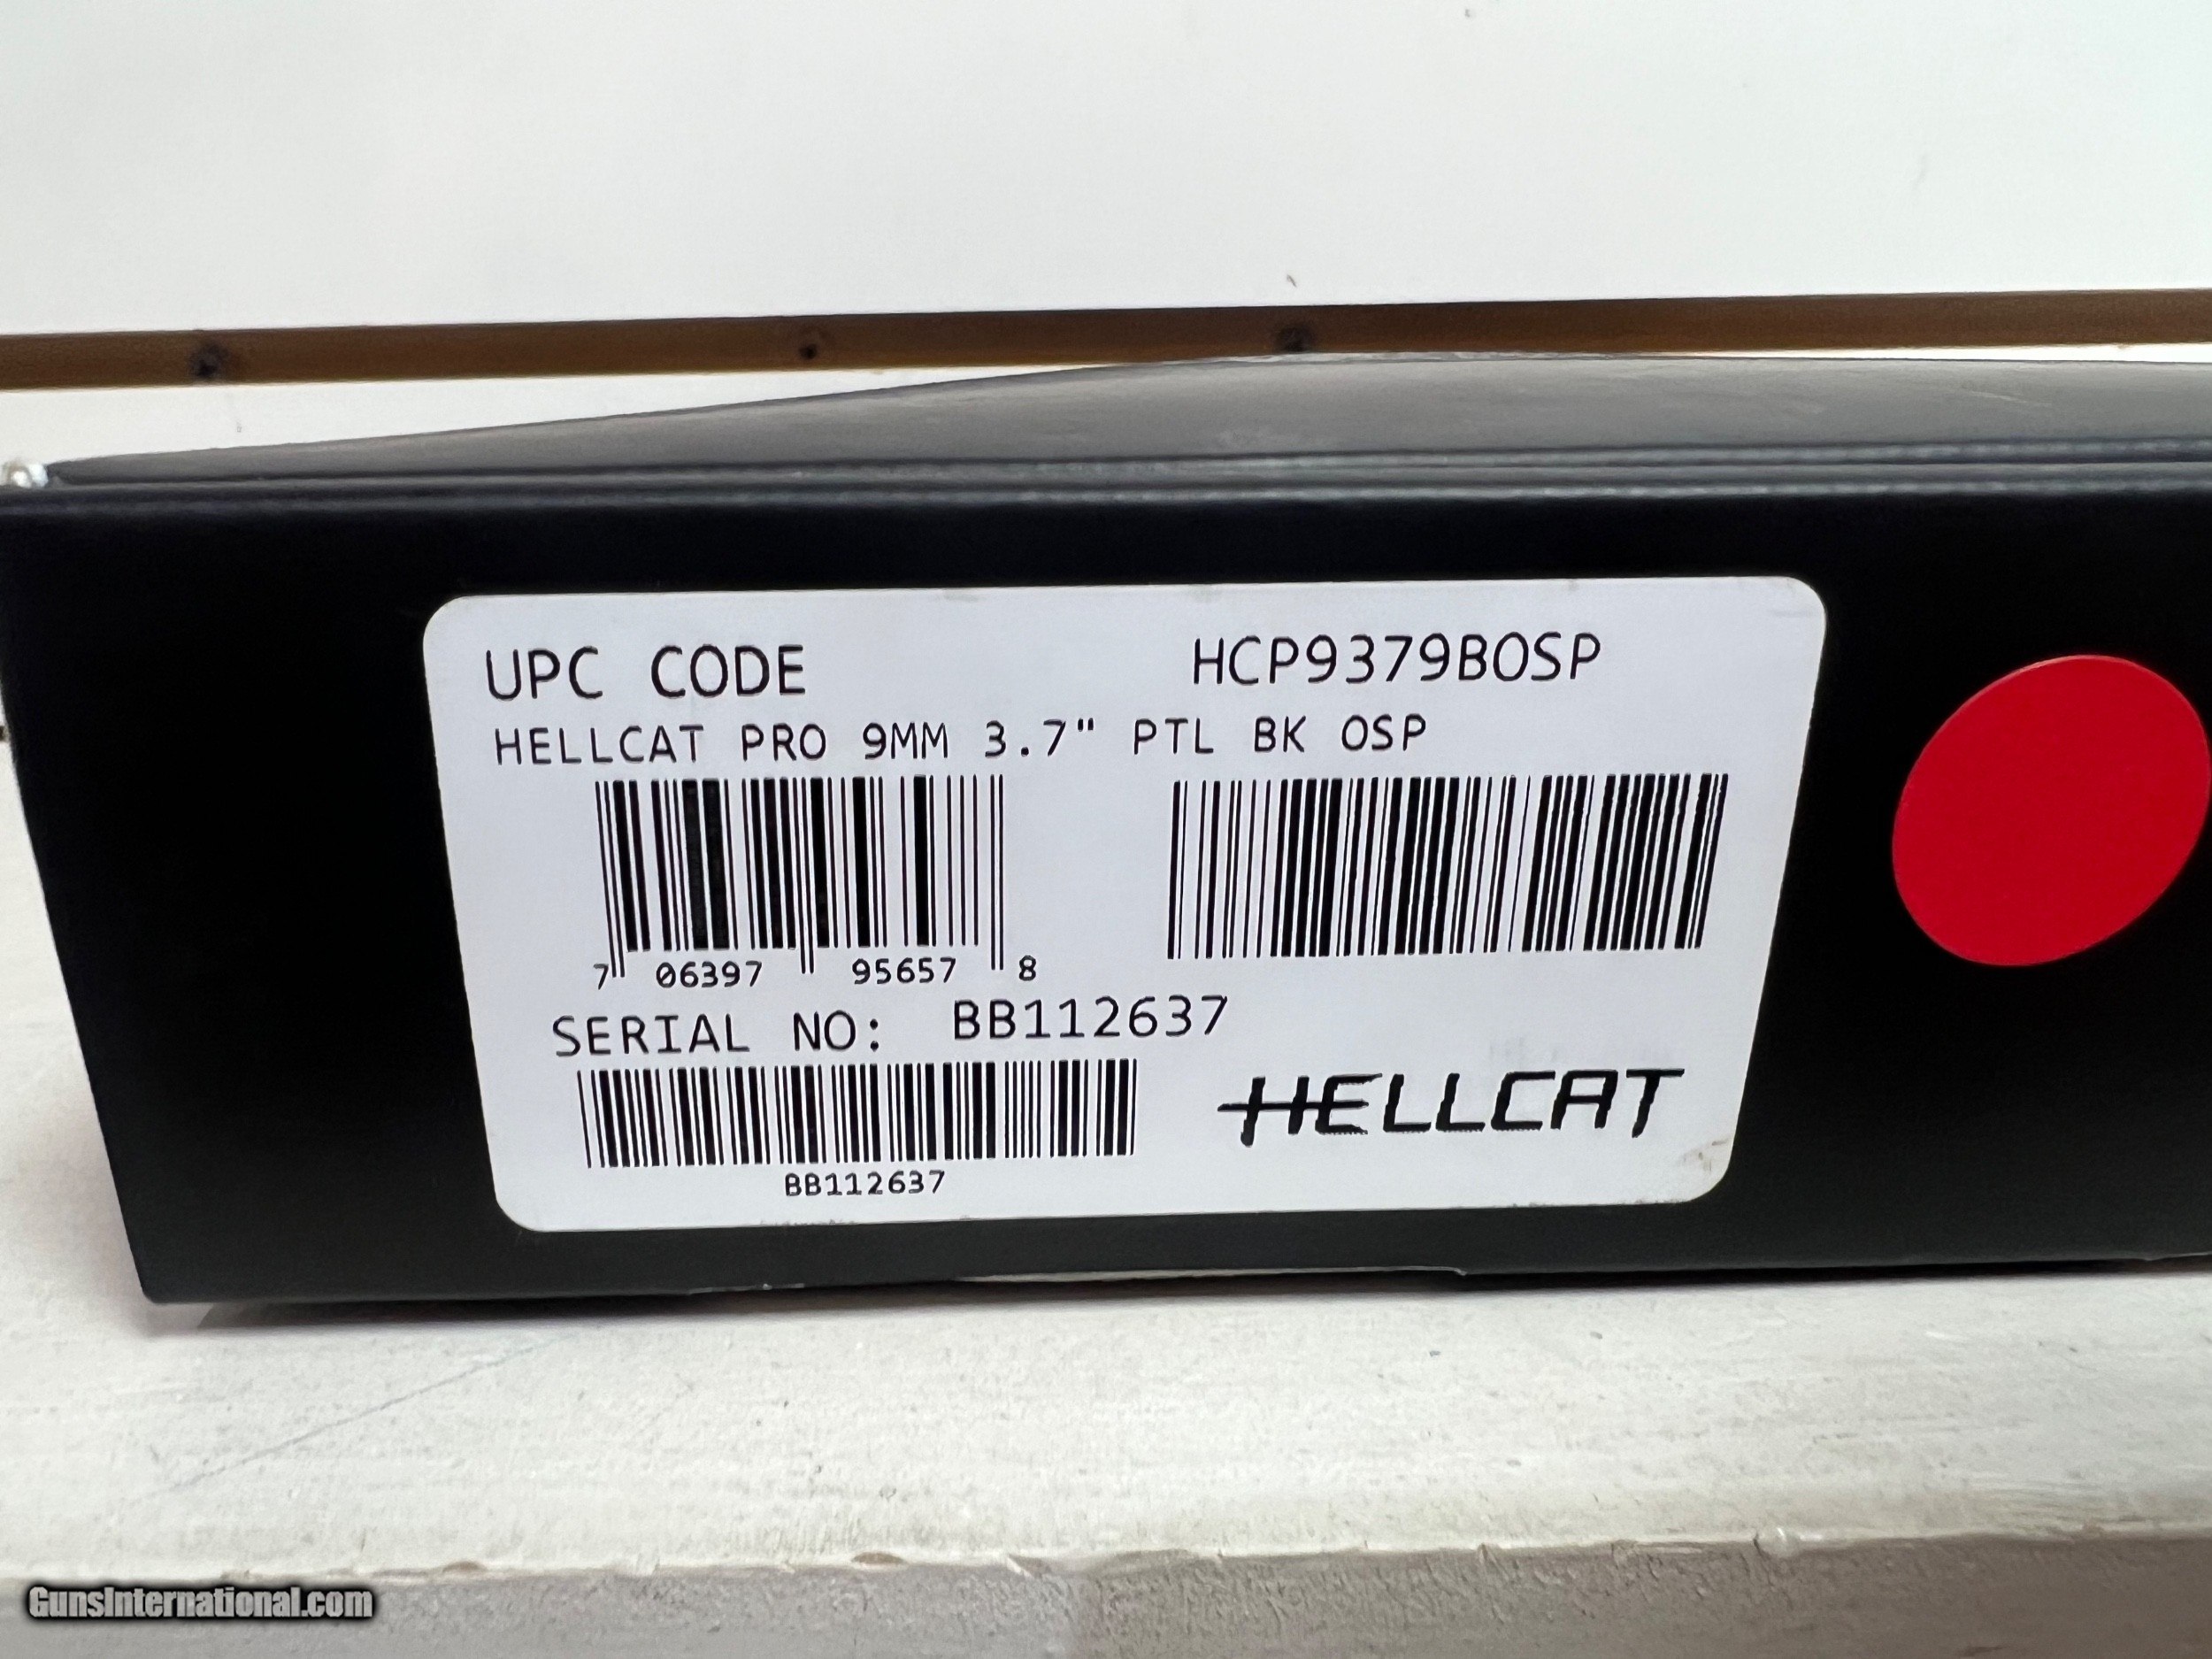 UPC CODE HCP9379BOSP
HELLCAT PRO 9MM 3.7" PTL BK OSP
7 06397 95657 8
SERIAL NO: BB112637
BB112637
HELLCAT
GunsInternational.com